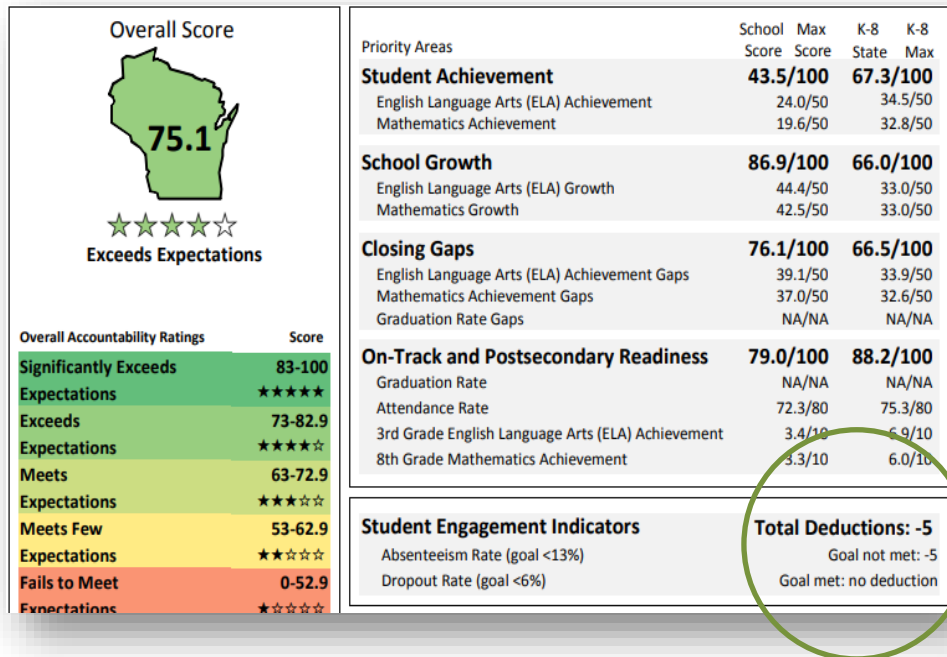 Overall Score
75.1
★★★★☆
Exceeds Expectations
Overall Accountability Ratings Score
Significantly Exceeds 83-100
Expectations ★★★★★
Exceeds 73-82.9
Expectations ★★★★☆
Meets 63-72.9
Expectations ★★★☆☆
Meets Few 53-62.9
Expectations ★★☆☆☆
Fails to Meet 0-52.9
Expectations ★☆☆☆☆
School Max K-8 K-8
Priority Areas Score Score State Max
Student Achievement 43.5/100 67.3/100
English Language Arts (ELA) Achievement 24.0/50 34.5/50
Mathematics Achievement 19.6/50 32.8/50
School Growth 86.9/100 66.0/100
English Language Arts (ELA) Growth 44.4/50 33.0/50
Mathematics Growth 42.5/50 33.0/50
Closing Gaps 76.1/100 66.5/100
English Language Arts (ELA) Achievement Gaps 39.1/50 33.9/50
Mathematics Achievement Gaps 37.0/50 32.6/50
Graduation Rate Gaps NA/NA NA/NA
On-Track and Postsecondary Readiness 79.0/100 88.2/100
Graduation Rate NA/NA NA/NA
Attendance Rate 72.3/80 75.3/80
3rd Grade English Language Arts (ELA) Achievement 3.4/10 6.9/10
8th Grade Mathematics Achievement 3.3/10 6.0/10
Student Engagement Indicators Total Deductions: -5
Absenteeism Rate (goal <13%) Goal not met: -5
Dropout Rate (goal <6%) Goal met: no deduction